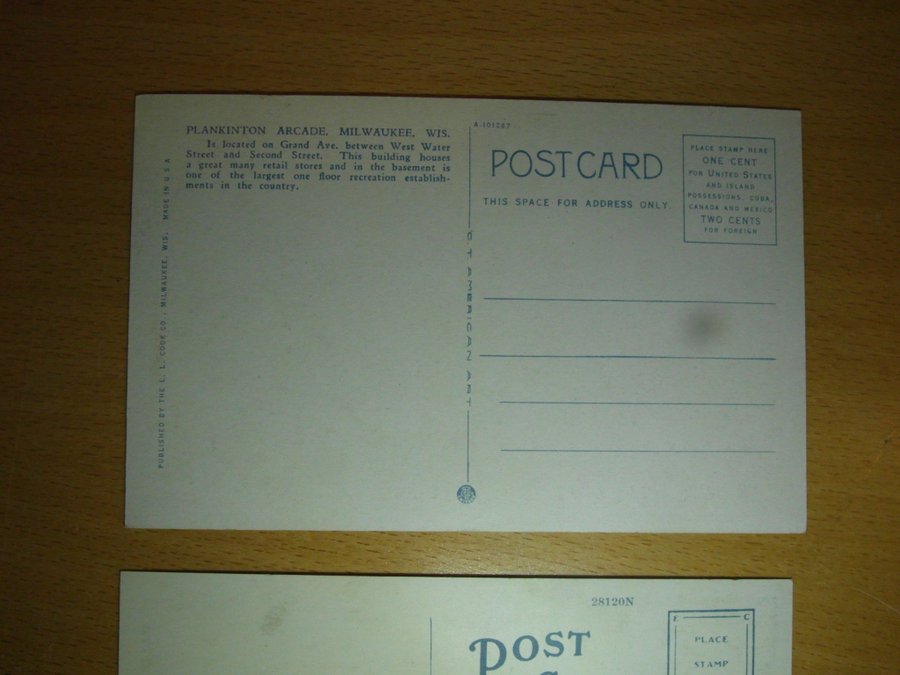 PLANKINTON ARCADE, MILWAUKEE, WIS.
Is located on Grand Ave. between West Water
Street and Second Street. This building houses
a great many retail stores and in the basement is
one of the largest one floor recreation establish-
ments in the country.
PUBLISHED BY THE L. L. COOK CO., MILWAUKEE, WIS. MADE IN U S A
A-101267
POST CARD
THIS SPACE FOR ADDRESS ONLY.
PLACE STAMP HERE
ONE CENT
FOR UNITED STATES
AND ISLAND
POSSESSIONS, CUBA,
CANADA AND MEXICO
TWO CENTS
FOR FOREIGN
AMERICAN ART
28120N
POST
E C
PLACE
STAMP